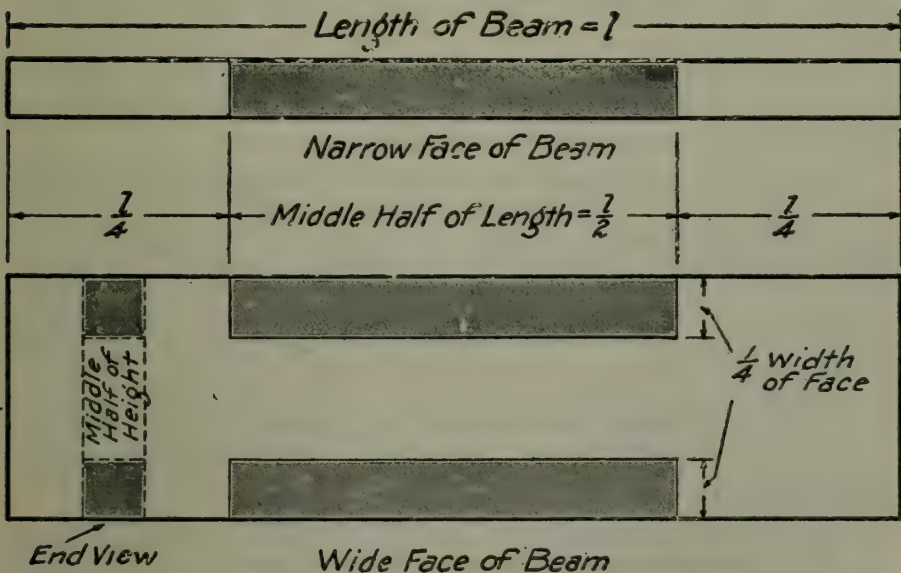 Length of Beam = l
Narrow Face of Beam
l/4
Middle Half of Length = l/2
l/4
Middle
Half of
Height
1/4 Width
of Face
End View
Wide Face of Beam